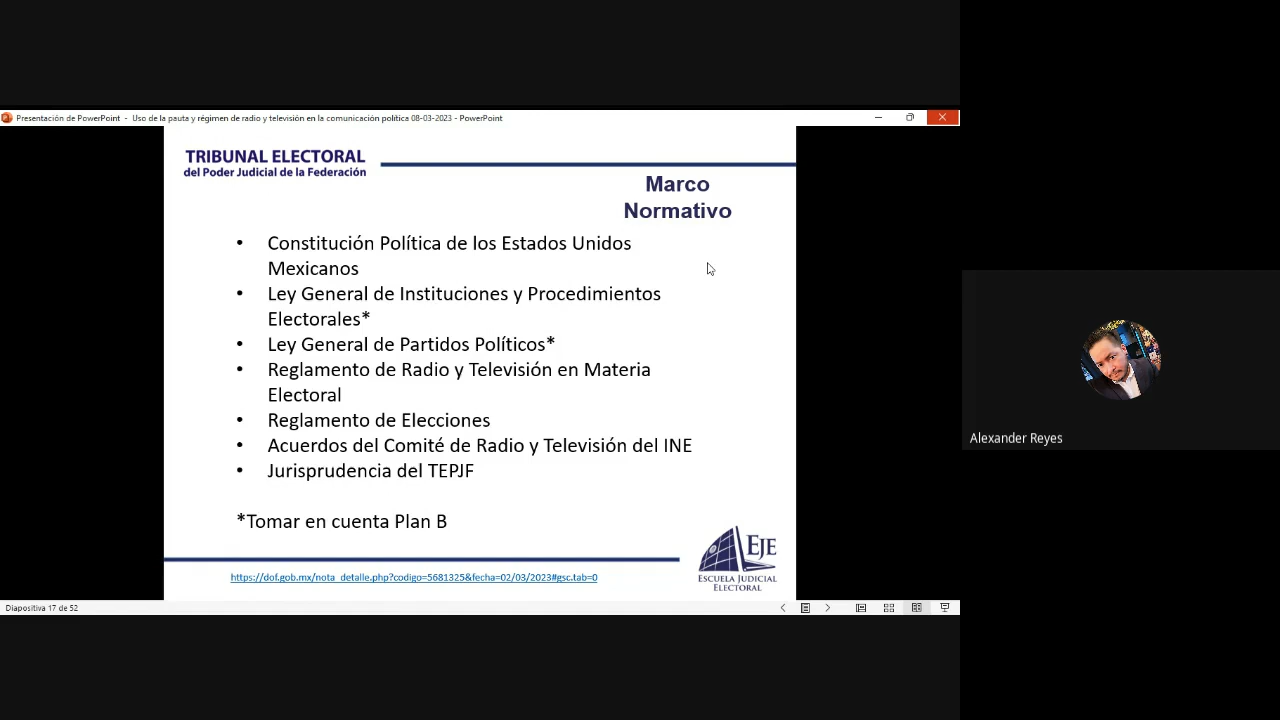 Presentación de PowerPoint - Uso de la pauta y régimen de radio y televisión en la comunicación política 08-03-2023 - PowerPoint
TRIBUNAL ELECTORAL
del Poder Judicial de la Federación
Marco
Normativo
• Constitución Política de los Estados Unidos
Mexicanos
• Ley General de Instituciones y Procedimientos
Electorales*
• Ley General de Partidos Políticos*
• Reglamento de Radio y Televisión en Materia
Electoral
• Reglamento de Elecciones
• Acuerdos del Comité de Radio y Televisión del INE
• Jurisprudencia del TEPJF
*Tomar en cuenta Plan B
EJE
ESCUELA JUDICIAL
ELECTORAL
https://dof.gob.mx/nota_detalle.php?codigo=5681325&fecha=02/03/2023#gsc.tab=0
Diapositiva 17 de 52
Alexander Reyes